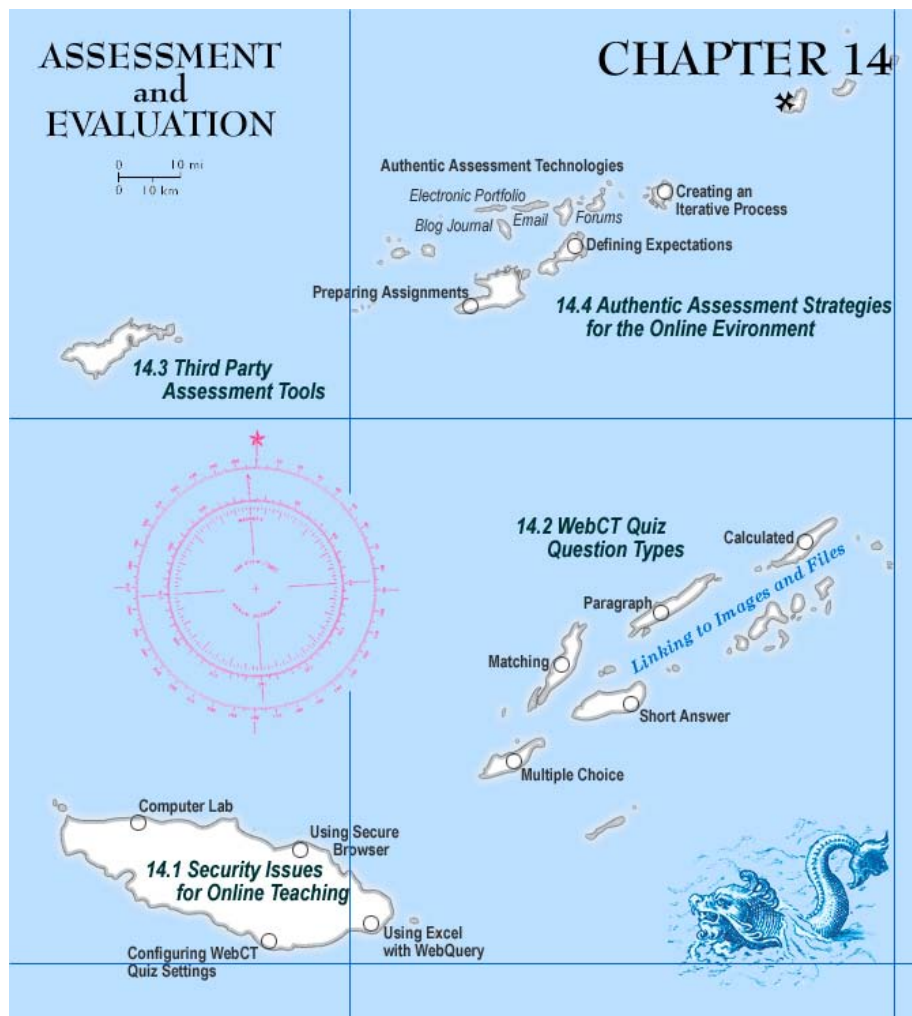 ASSESSMENT
and
EVALUATION
CHAPTER 14
0 10 mi
0 10 km
Authentic Assessment Technologies
Electronic Portfolio
Blog Journal
Email
Forums
Creating an
Iterative Process
Defining Expectations
Preparing Assignments
14.4 Authentic Assessment Strategies
for the Online Evironment
14.3 Third Party
Assessment Tools
14.2 WebCT Quiz
Question Types
Calculated
Paragraph
Linking to Images and Files
Matching
Short Answer
Multiple Choice
Computer Lab
Using Secure
Browser
14.1 Security Issues
for Online Teaching
Using Excel
with WebQuery
Configuring WebCT
Quiz Settings